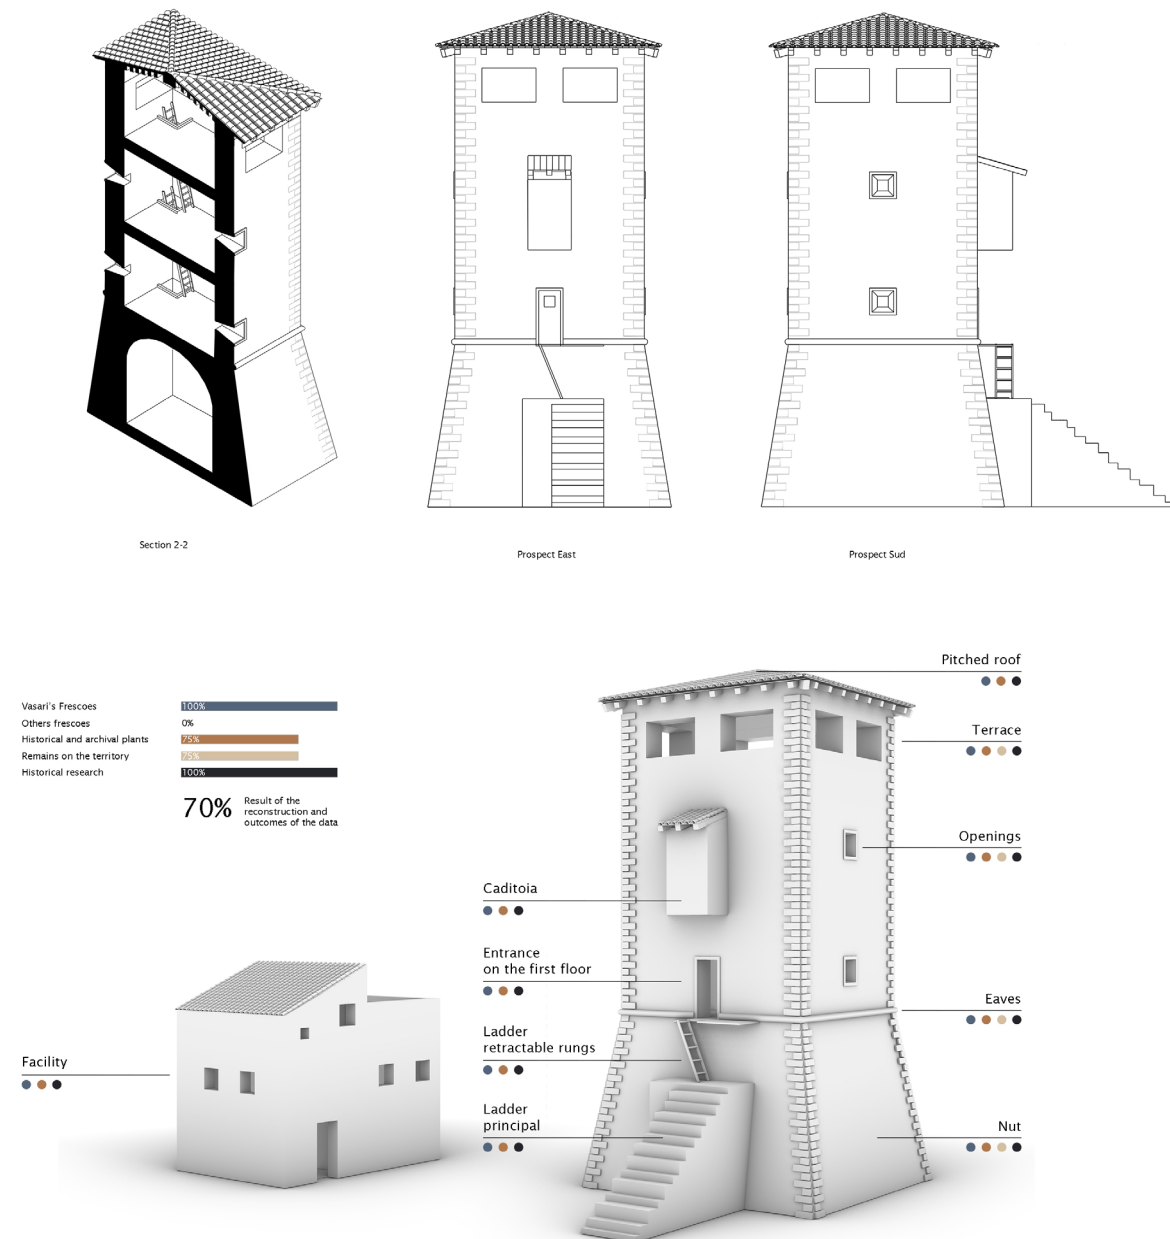 Section 2-2
Prospect East
Prospect Sud
Vasari's Frescoes
100%
Others frescoes
0%
Historical and archival plants
75%
Remains on the territory
75%
Historical research
100%
70%
Result of the
reconstruction and
outcomes of the data
Pitched roof
Terrace
Openings
Caditoia
Entrance
on the first floor
Eaves
Ladder
retractable rungs
Facility
Ladder
principal
Nut